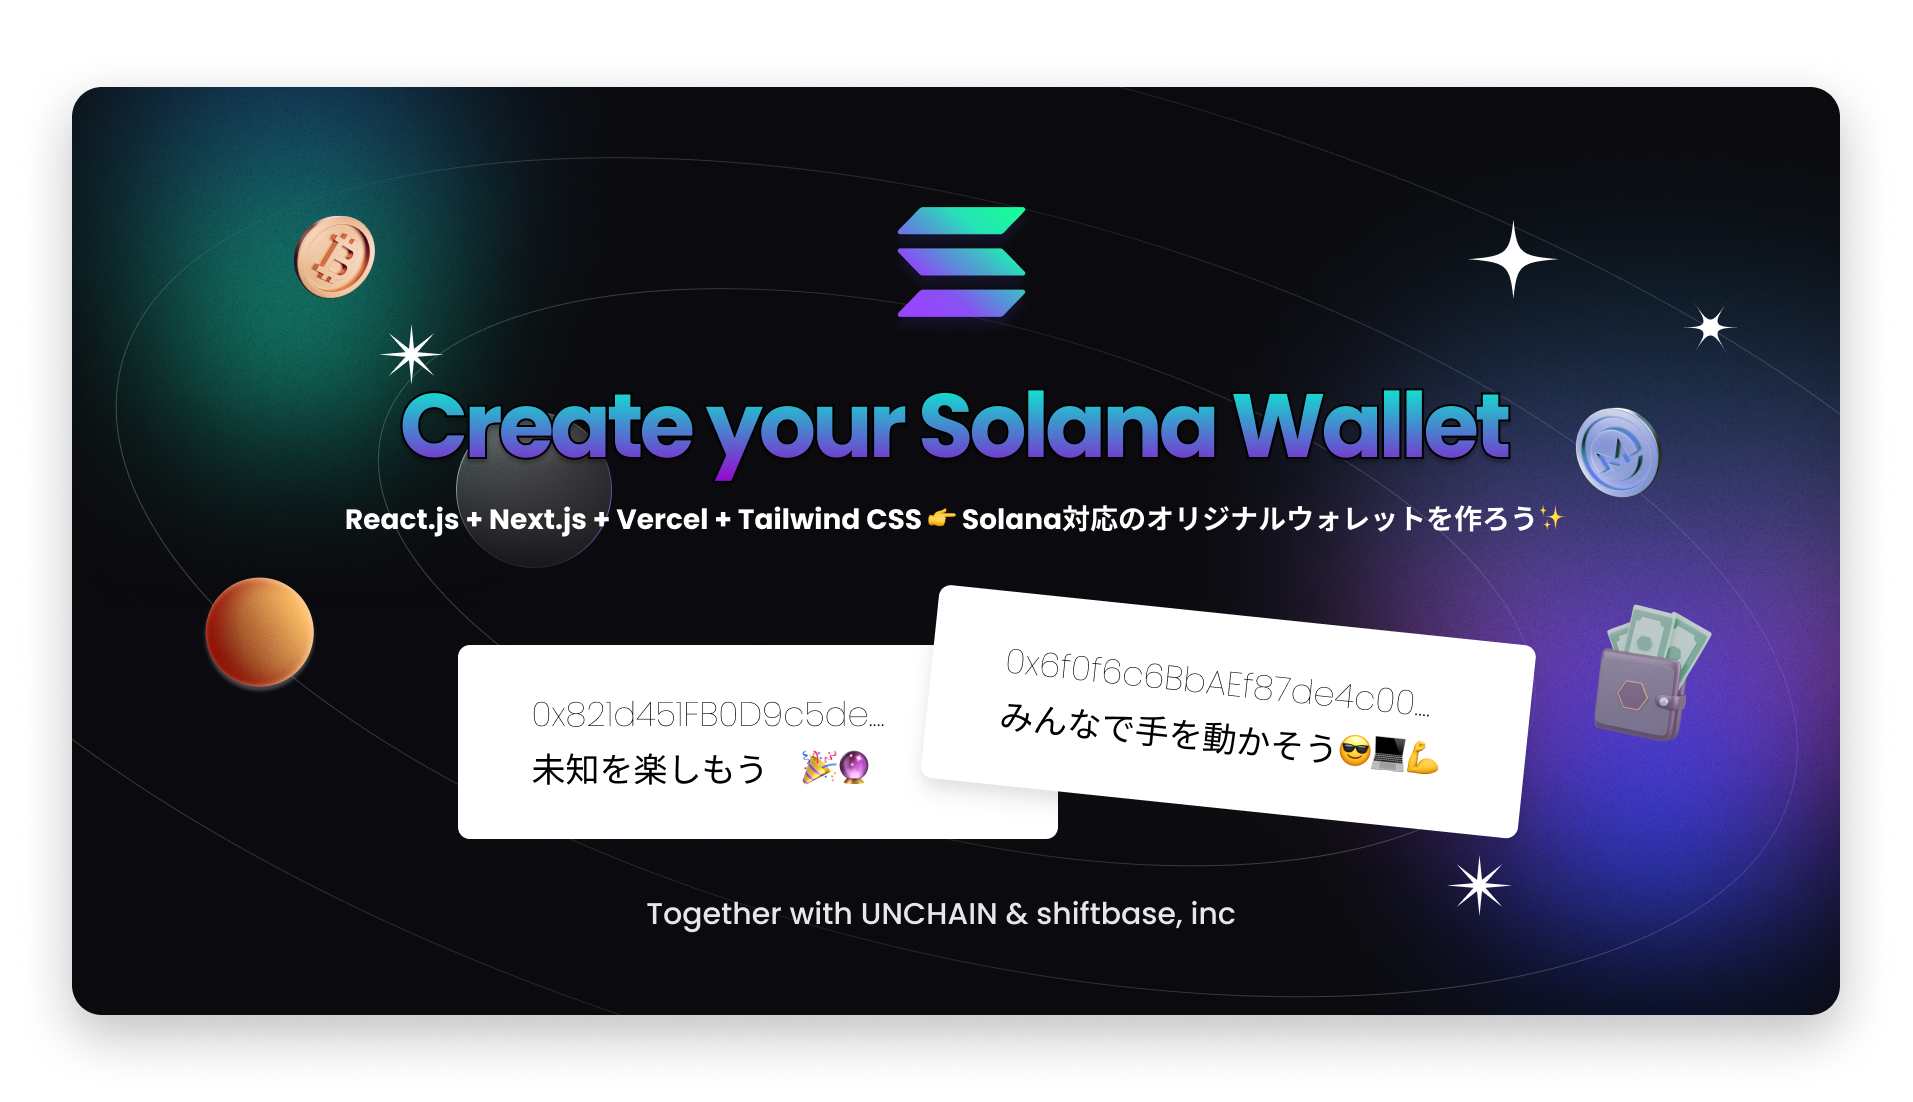 Create your Solana Wallet
React.js + Next.js + Vercel + Tailwind CSS 👉 Solana対応のオリジナルウォレットを作ろう✨
0x821d451FB0D9c5de....
未知を楽しもう　🎉🔮
0x6f0f6c6BbAEf87de4c00....
みんなで手を動かそう😎💻💪
Together with UNCHAIN & shiftbase, inc